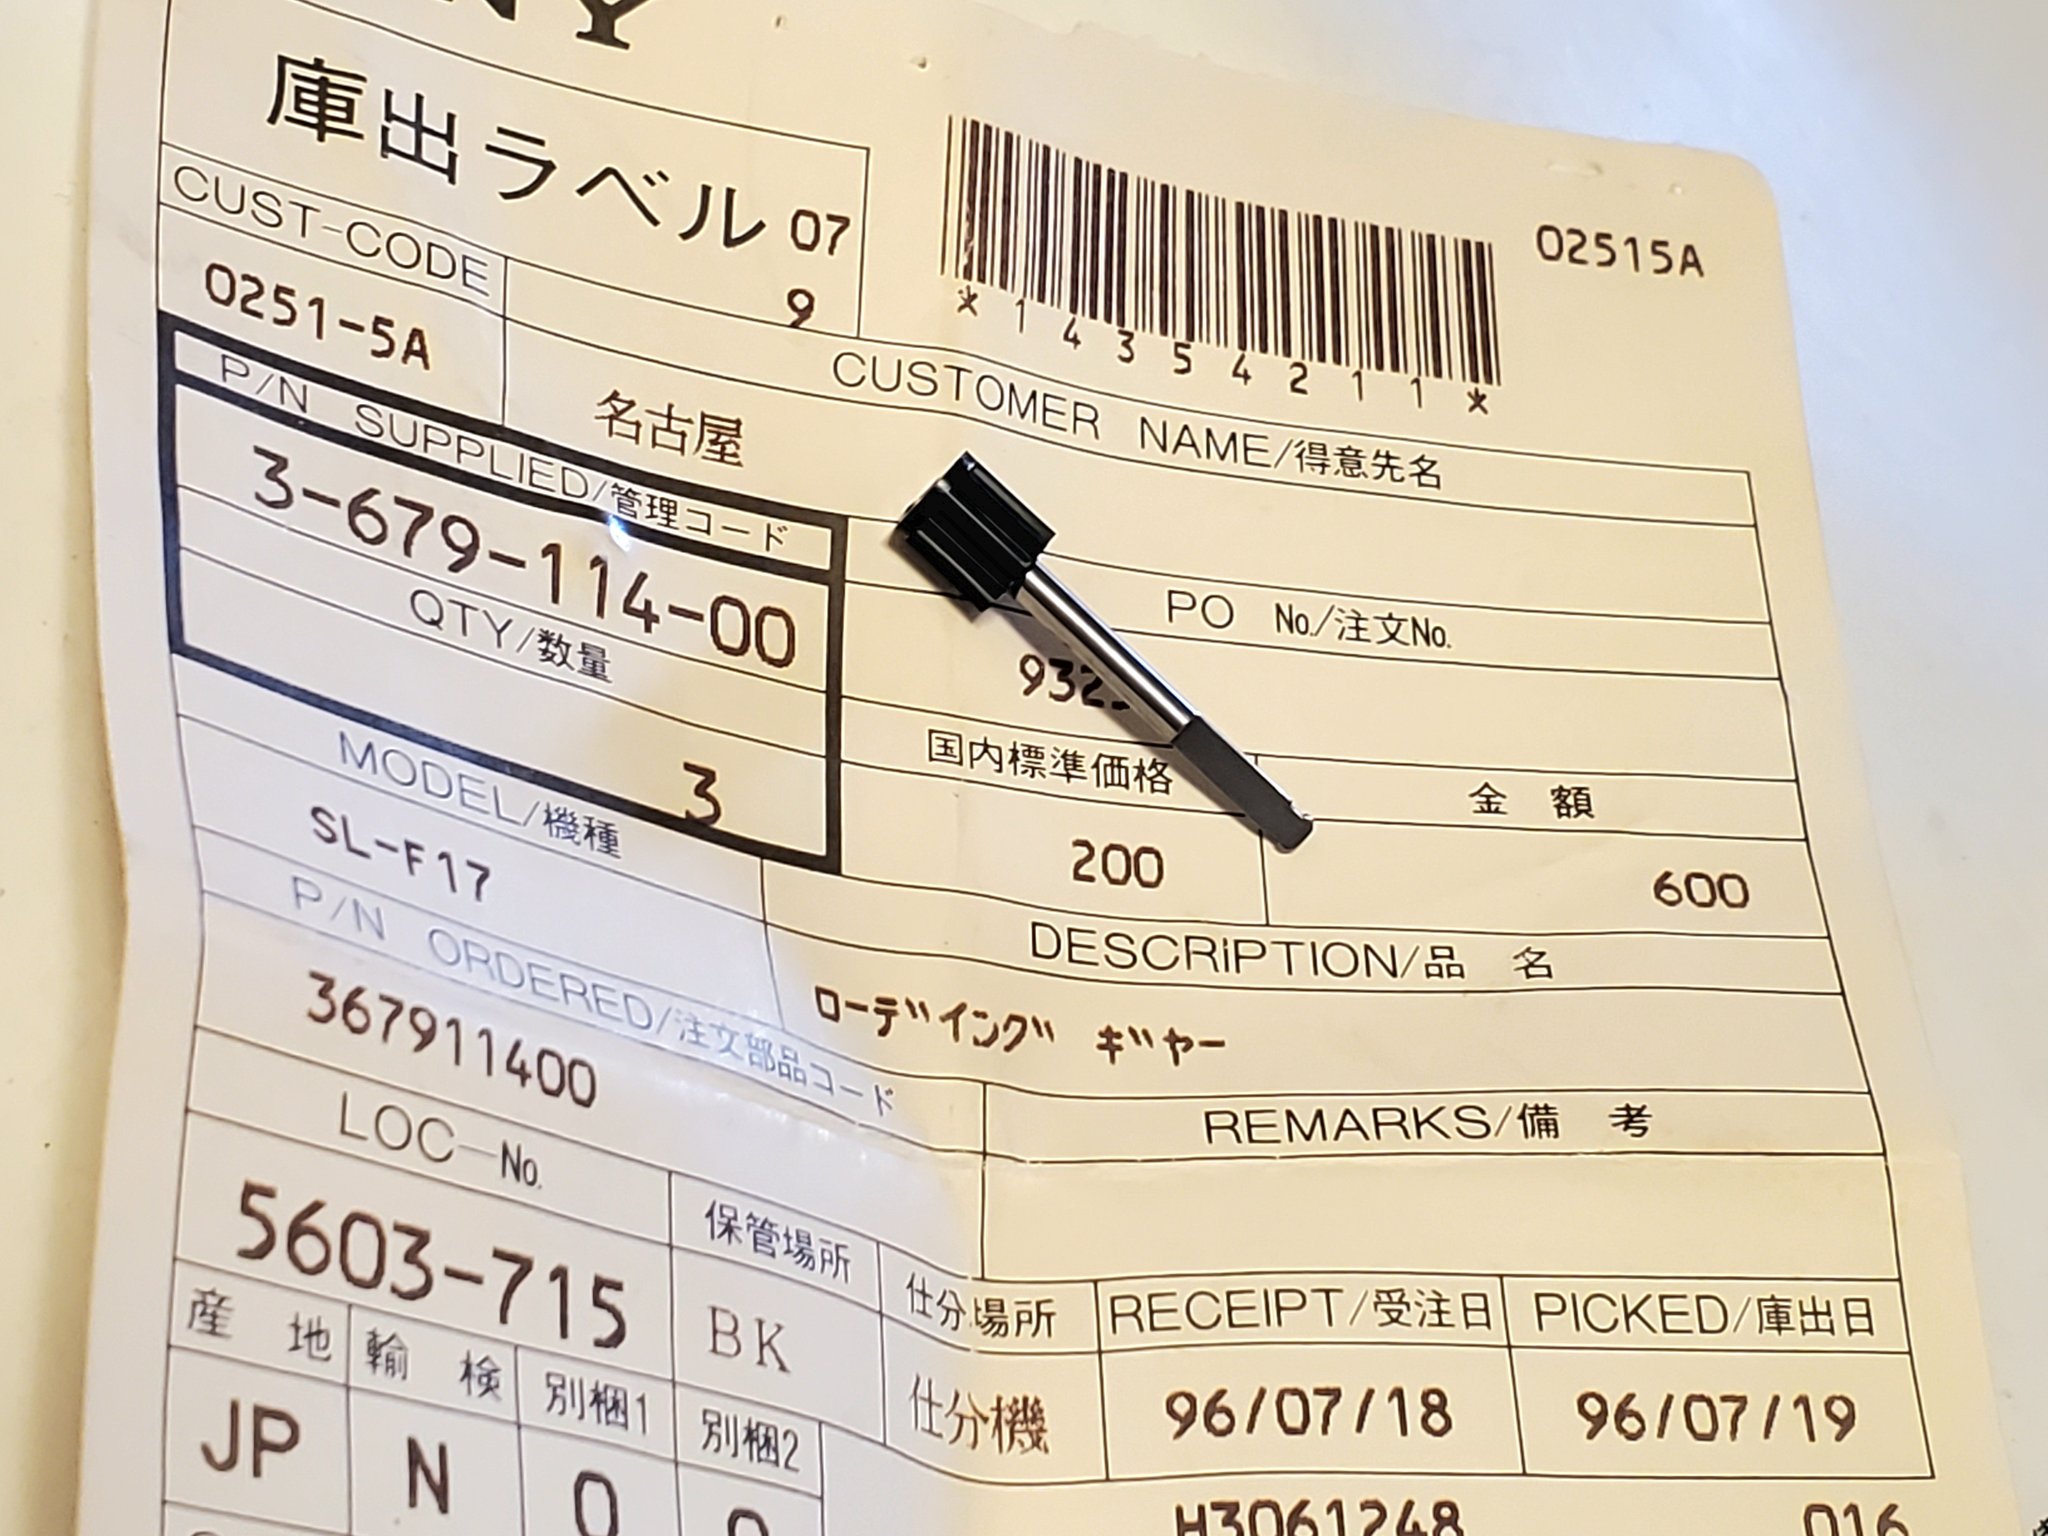 NY
庫出ラベル 07
9
02515A
*14354211*
CUST-CODE
0251-5A
CUSTOMER NAME/得意先名
名古屋
P/N SUPPLIED/管理コード
3-679-114-00
PO No./注文No.
QTY/数量
3
国内標準価格
金 額
200
600
MODEL/機種
SL-F17
DESCRiPTION/品 名
ローディング ギヤー
P/N ORDERED/注文部品コード
367911400
REMARKS/備 考
LOC-No.
5603-715
保管場所
BK
仕分場所
仕分機
RECEIPT/受注日
96/07/18
PICKED/庫出日
96/07/19
産 地
JP
輸 検
N
別梱1
0
別梱2
0
H3061248
016